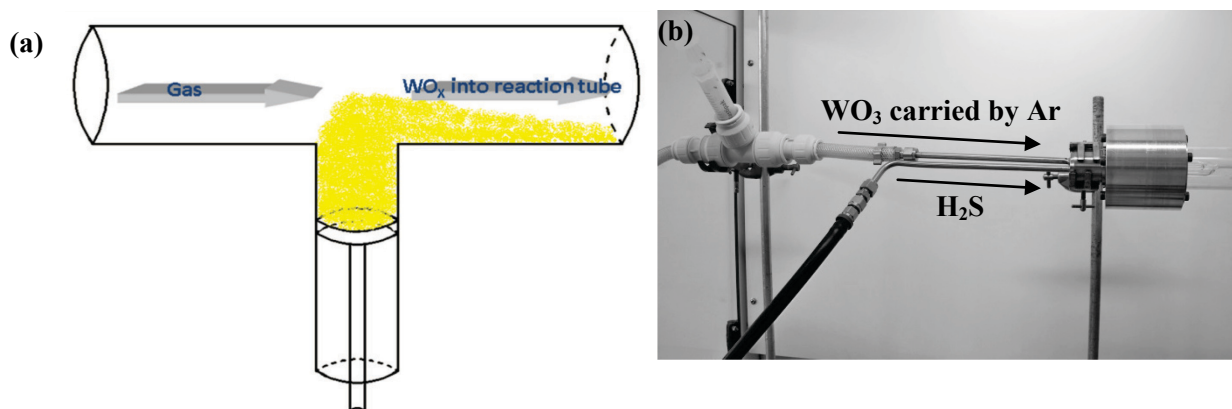 (a)
Gas
WOₓ into reaction tube
(b)
WO₃ carried by Ar
H₂S